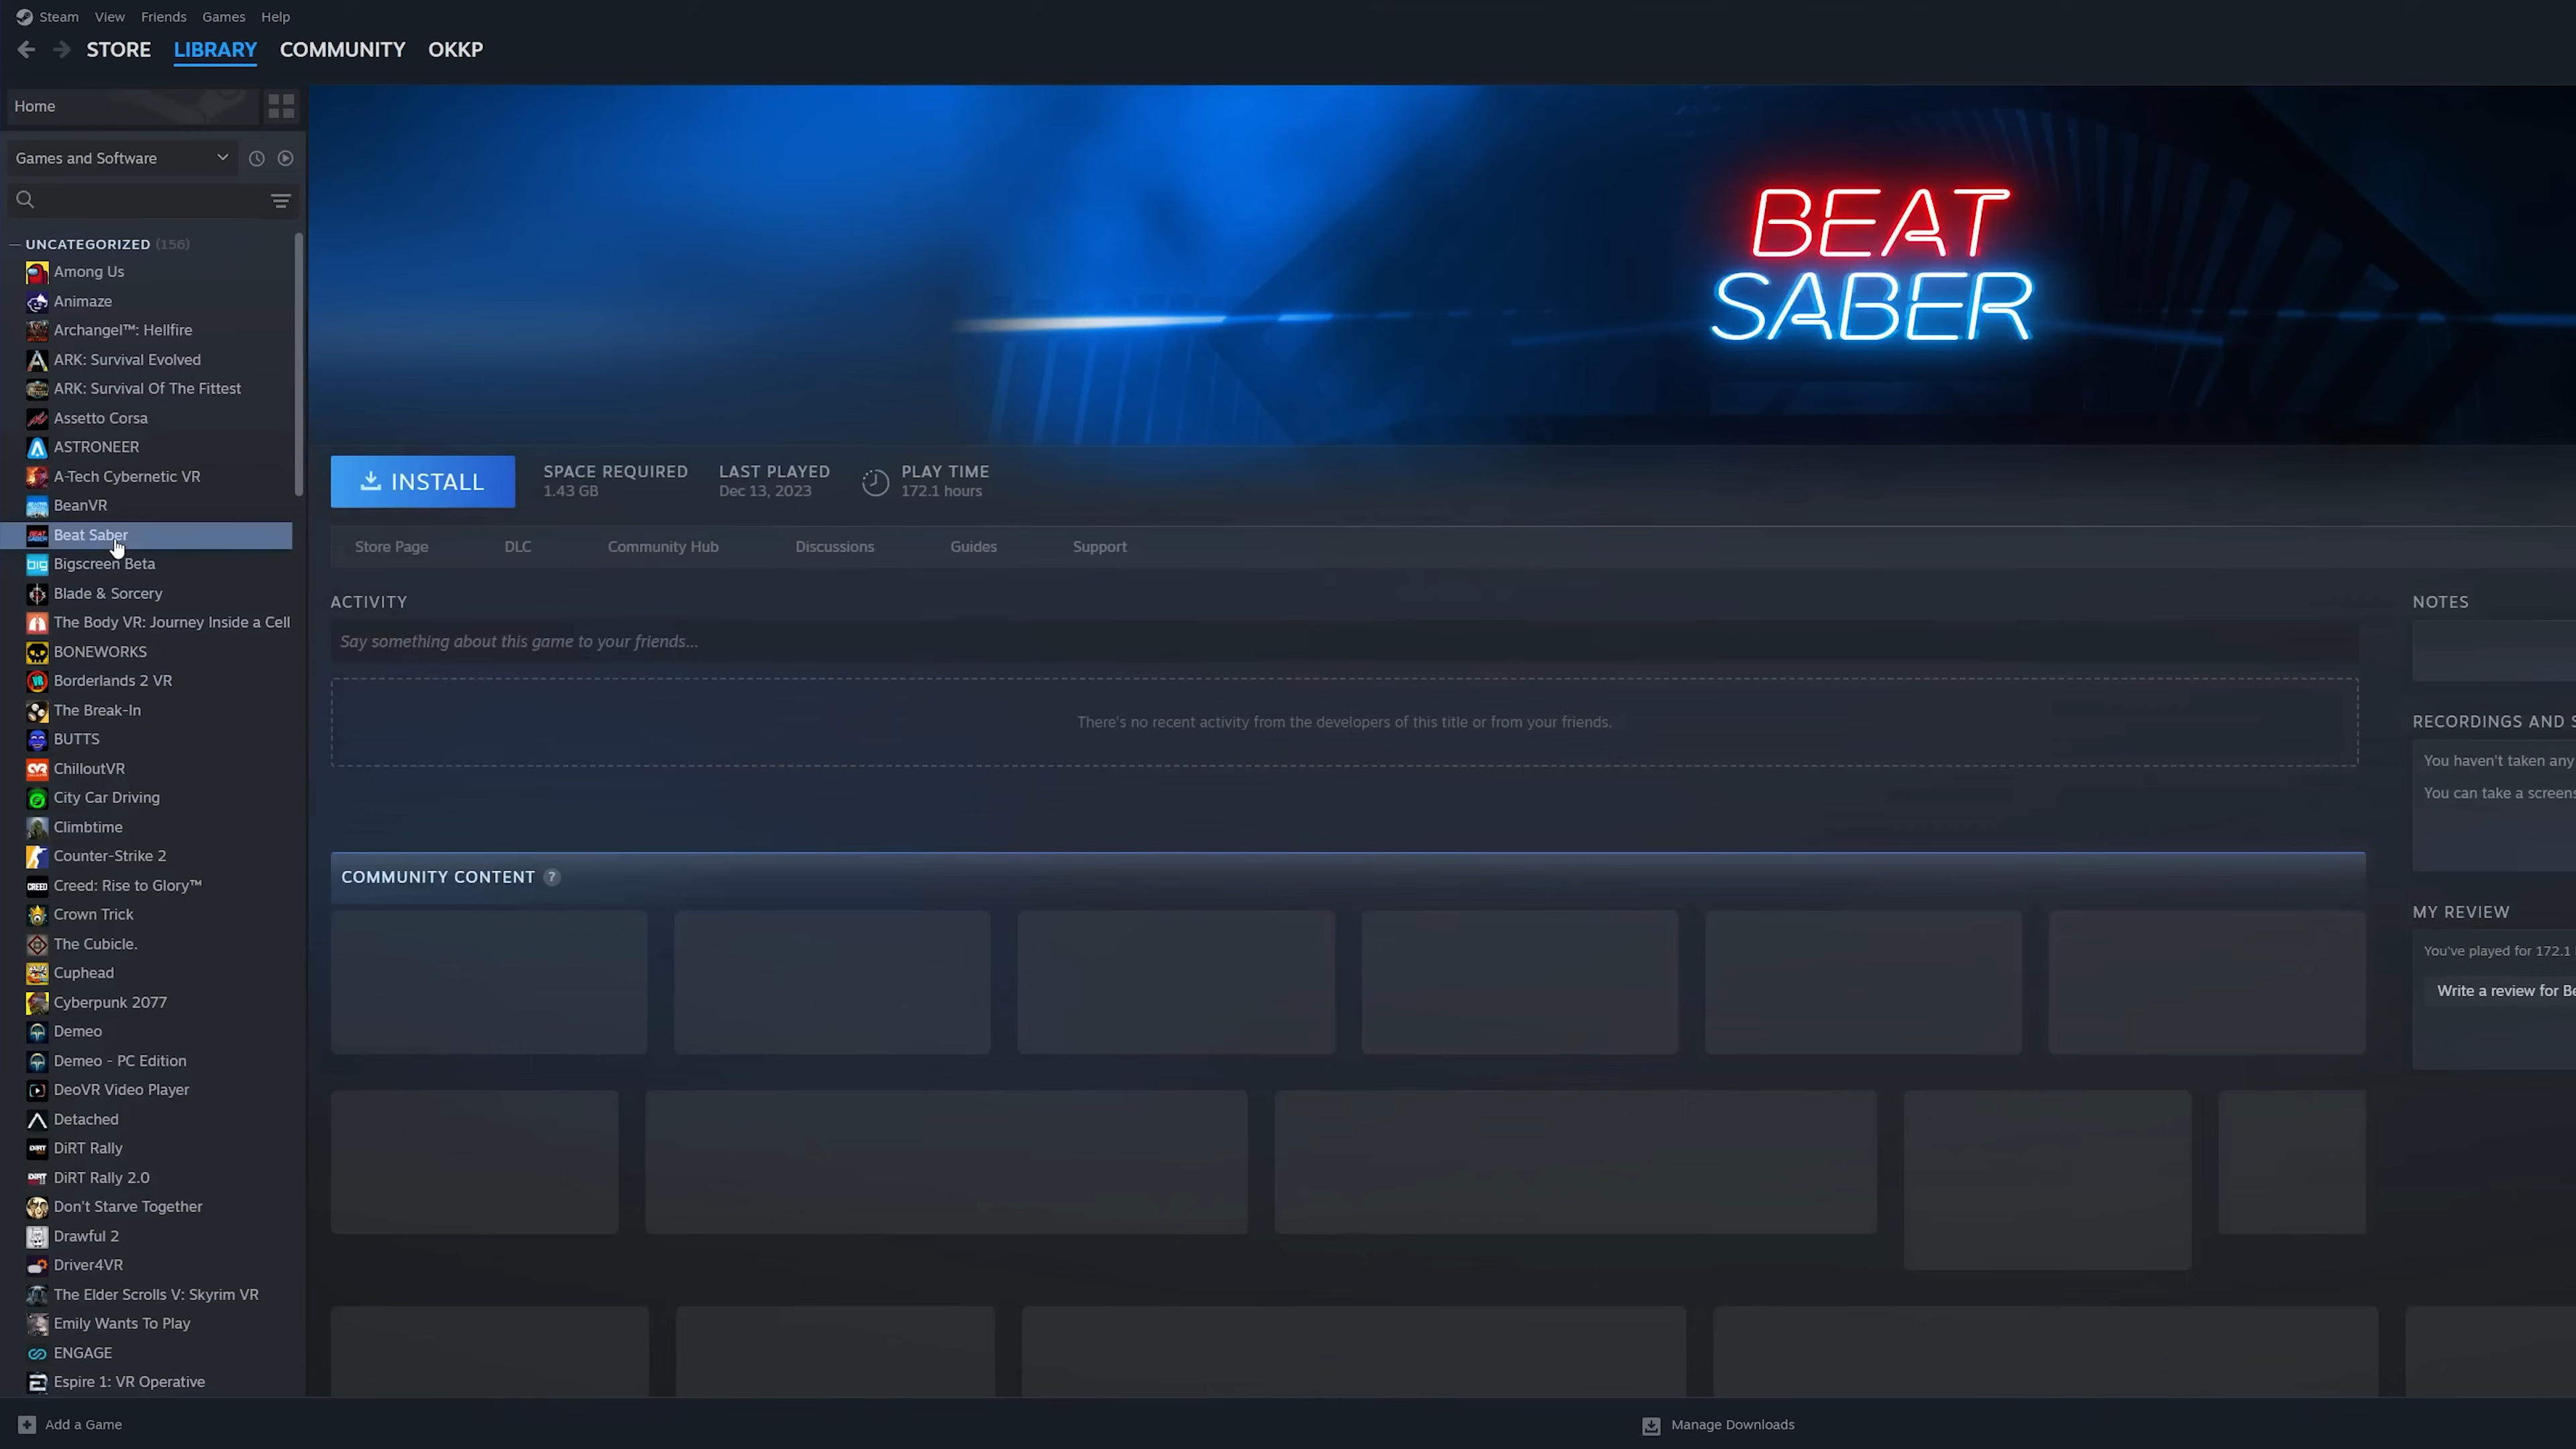 Steam View Friends Games Help
STORE LIBRARY COMMUNITY OKKP
Home
Games and Software
UNCATEGORIZED (156)
Among Us
Animaze
Archangel™: Hellfire
ARK: Survival Evolved
ARK: Survival Of The Fittest
Assetto Corsa
ASTRONEER
A-Tech Cybernetic VR
BeanVR
Beat Saber
Bigscreen Beta
Blade & Sorcery
The Body VR: Journey Inside a Cell
BONEWORKS
Borderlands 2 VR
The Break-In
BUTTS
ChilloutVR
City Car Driving
Climbtime
Counter-Strike 2
Creed: Rise to Glory™
Crown Trick
The Cubicle.
Cuphead
Cyberpunk 2077
Demeo
Demeo - PC Edition
DeoVR Video Player
Detached
DiRT Rally
DiRT Rally 2.0
Don't Starve Together
Drawful 2
Driver4VR
The Elder Scrolls V: Skyrim VR
Emily Wants To Play
ENGAGE
Espire 1: VR Operative
BEAT
SABER
INSTALL
SPACE REQUIRED
1.43 GB
LAST PLAYED
Dec 13, 2023
PLAY TIME
172.1 hours
Store Page DLC Community Hub Discussions Guides Support
ACTIVITY
Say something about this game to your friends...
There's no recent activity from the developers of this title or from your friends.
COMMUNITY CONTENT ?
NOTES
RECORDINGS AND S
You haven't taken any
You can take a screens
MY REVIEW
You've played for 172.1
Write a review for Be
Add a Game
Manage Downloads